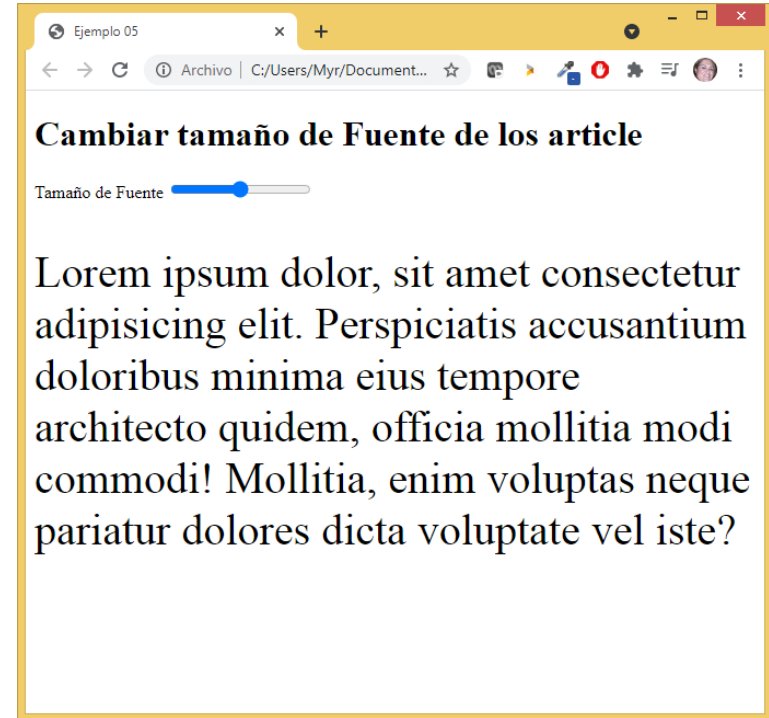 Ejemplo 05
Archivo | C:/Users/Myr/Document...
Cambiar tamaño de Fuente de los article
Tamaño de Fuente
Lorem ipsum dolor, sit amet consectetur
adipisicing elit. Perspiciatis accusantium
doloribus minima eius tempore
architecto quidem, officia mollitia modi
commodi! Mollitia, enim voluptas neque
pariatur dolores dicta voluptate vel iste?